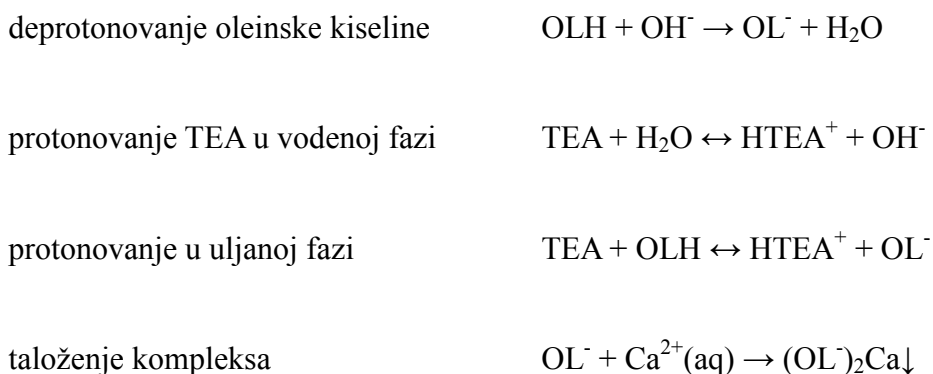 deprotonovanje oleinske kiseline OLH + OH⁻ → OL⁻ + H₂O
protonovanje TEA u vodenoj fazi TEA + H₂O ↔ HTEA⁺ + OH⁻
protonovanje u uljanoj fazi TEA + OLH ↔ HTEA⁺ + OL⁻
taloženje kompleksa OL⁻ + Ca²⁺(aq) → (OL⁻)₂Ca↓